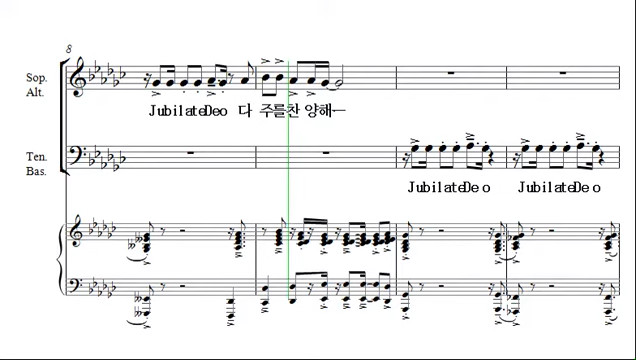 8
Sop.
Alt.
JubilateDeo 다 주를찬 양해
Ten.
Bas.
JubilateDeo JubilateDeo